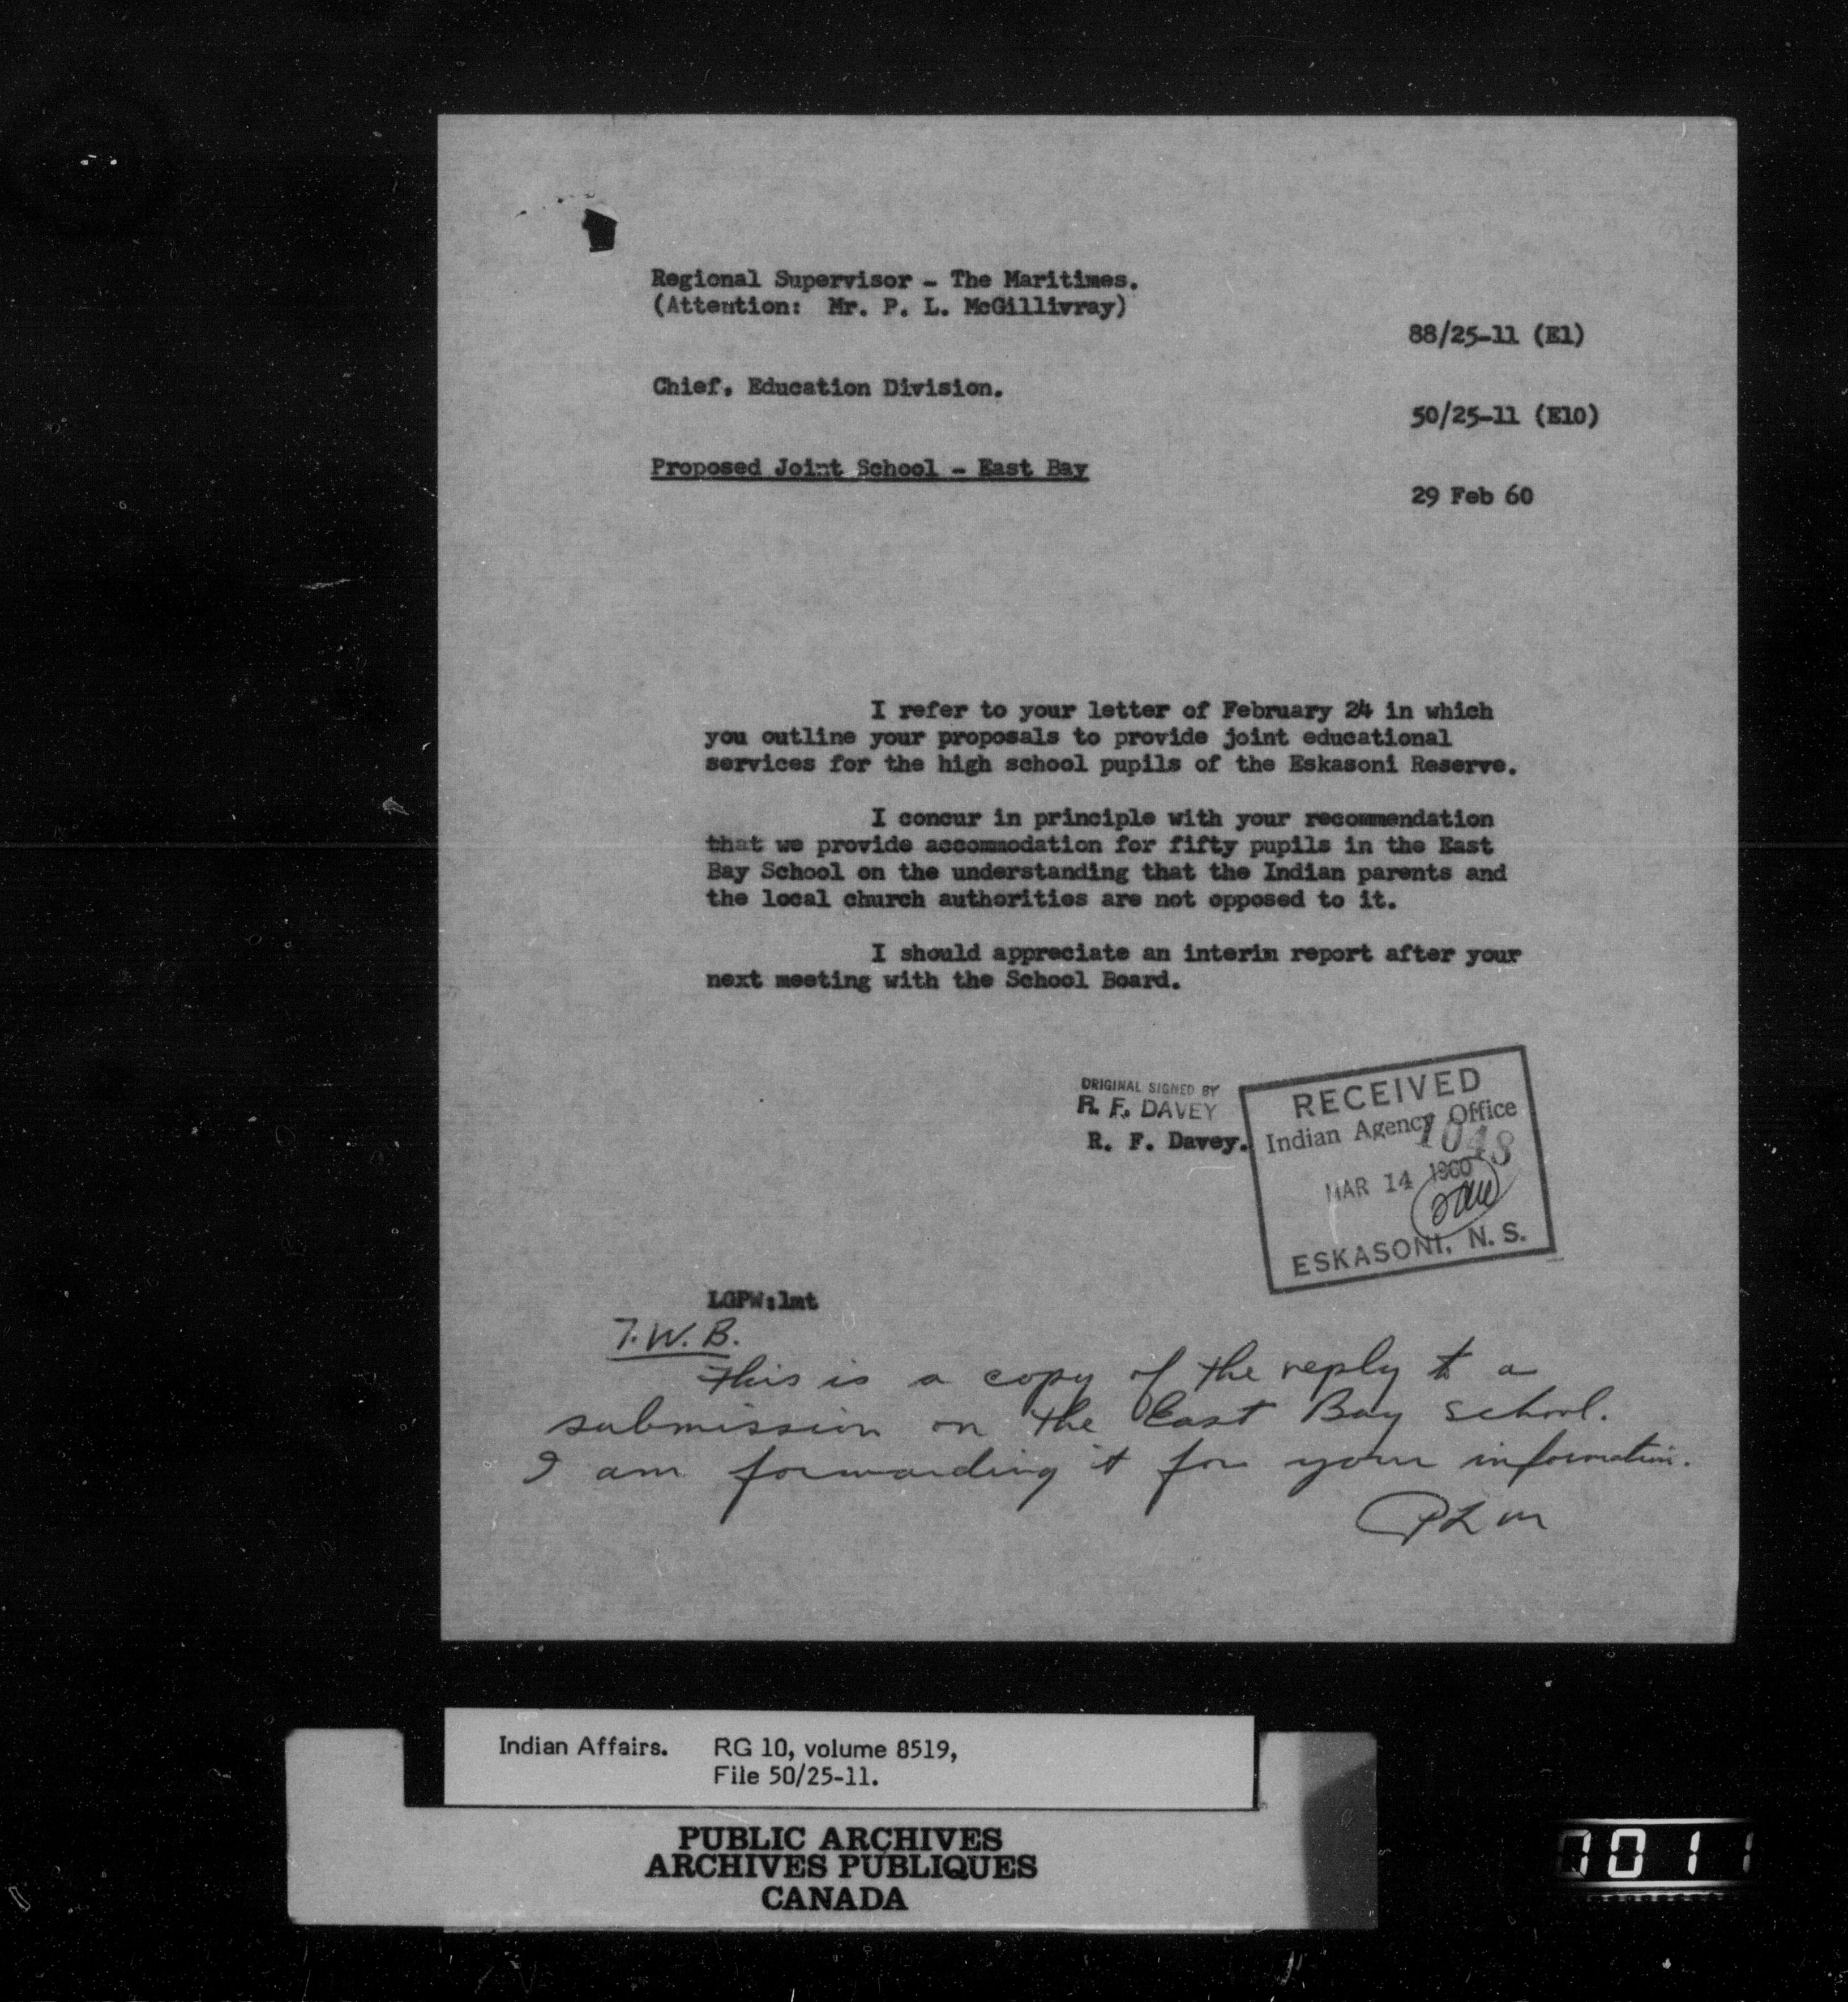 Regional Supervisor - The Maritimes.
(Attention: Mr. P. L. McGillivray)
88/25-11 (E1)
Chief, Education Division.
50/25-11 (E10)
Proposed Joint School - East Bay
29 Feb 60
I refer to your letter of February 24 in which
you outline your proposals to provide joint educational
services for the high school pupils of the Eskasoni Reserve.
I concur in principle with your recommendation
that we provide accommodation for fifty pupils in the East
Bay School on the understanding that the Indian parents and
the local church authorities are not opposed to it.
I should appreciate an interim report after your
next meeting with the School Board.
ORIGINAL SIGNED BY
R. F. DAVEY
R. F. Davey.
RECEIVED
Indian Agency Office
1048
MAR 14 1960
ESKASONI, N. S.
LGPW:lmt
T.W.B.
This is a copy of the reply to a
submission on the East Bay school.
I am forwarding it for your information.
PLM
Indian Affairs. RG 10, volume 8519,
File 50/25-11.
PUBLIC ARCHIVES
ARCHIVES PUBLIQUES
CANADA